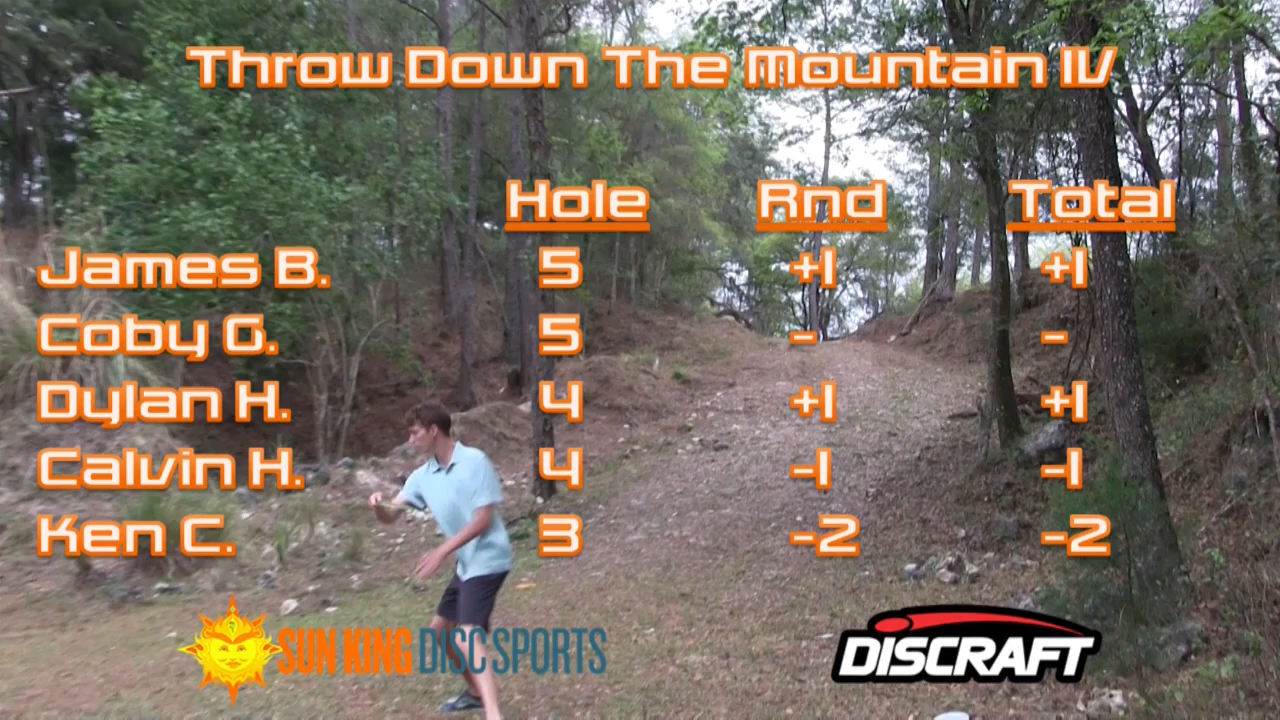 Throw Down The Mountain IV
Hole Rnd Total
James B. 5 +1 +1
Coby G. 5 - -
Dylan H. 4 +1 +1
Calvin H. 4 -1 -1
Ken C. 3 -2 -2
SUN KING DISC SPORTS
DISCRAFT